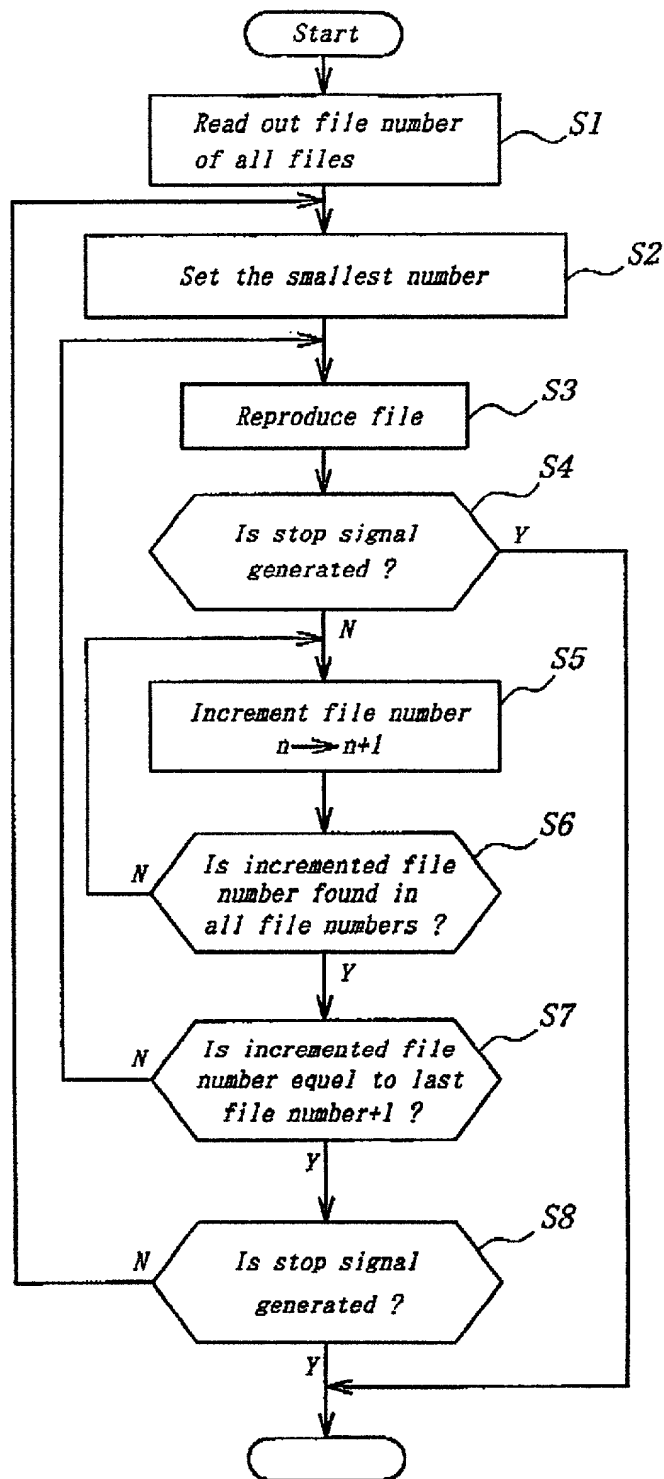 Start
Read out file number
of all files
S1
Set the smallest number
S2
Reproduce file
S3
Is stop signal
generated ?
S4
Y
N
Increment file number
n→n+1
S5
Is incremented file
number found in
all file numbers ?
S6
N
Y
Is incremented file
number equel to last
file number+1 ?
S7
N
Y
Is stop signal
generated ?
S8
N
Y